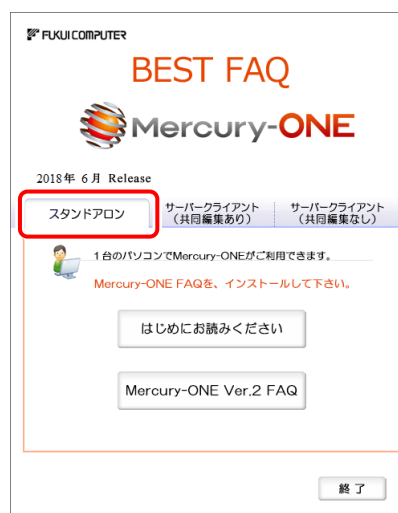 FUKUI COMPUTER
BEST FAQ
Mercury-ONE
2018年 6月 Release
スタンドアロン
サーバークライアント
（共同編集あり）
サーバークライアント
（共同編集なし）
1台のパソコンでMercury-ONEがご利用できます。
Mercury-ONE FAQを、インストールして下さい。
はじめにお読みください
Mercury-ONE Ver.2 FAQ
終了